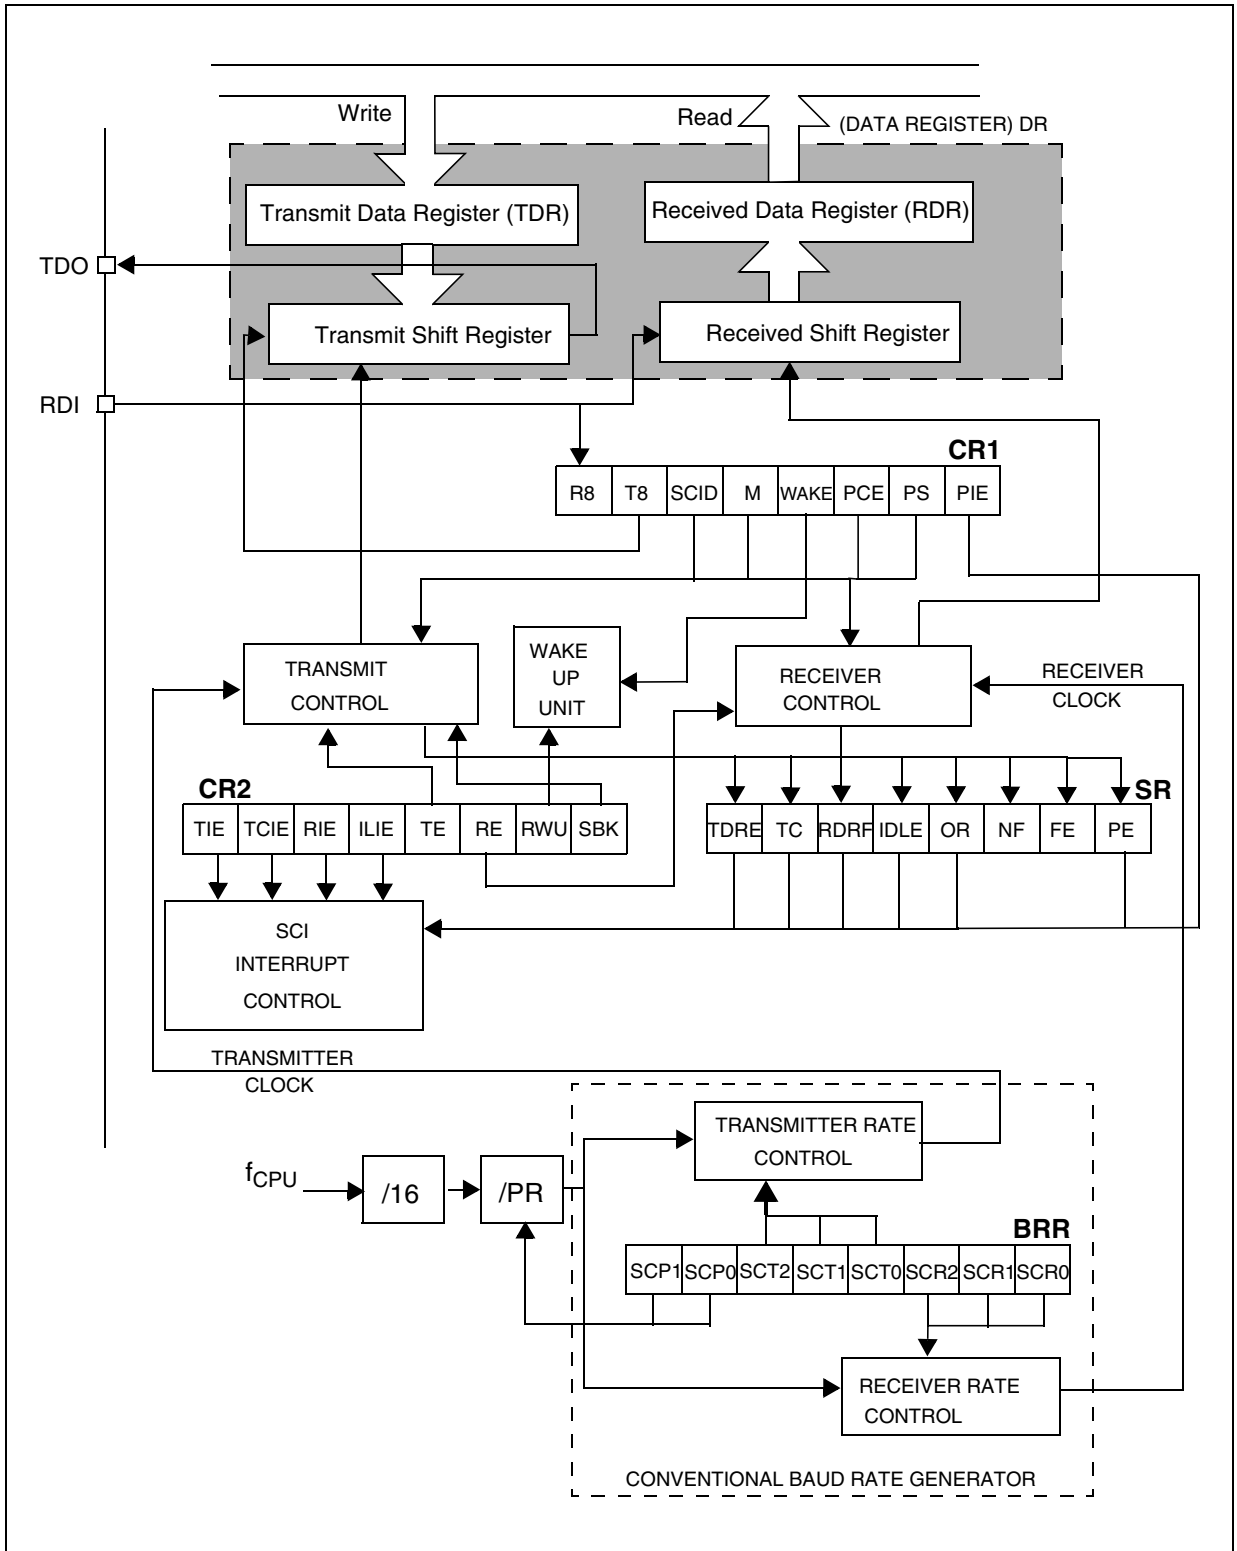 Write
Read
(DATA REGISTER) DR
Transmit Data Register (TDR)
Received Data Register (RDR)
TDO
Transmit Shift Register
Received Shift Register
RDI
CR1
R8 T8 SCID M WAKE PCE PS PIE
TRANSMIT
CONTROL
WAKE
UP
UNIT
RECEIVER
CONTROL
RECEIVER
CLOCK
CR2
TIE TCIE RIE ILIE TE RE RWU SBK
SR
TDRE TC RDRF IDLE OR NF FE PE
SCI
INTERRUPT
CONTROL
TRANSMITTER
CLOCK
TRANSMITTER RATE
CONTROL
fCPU
/16
/PR
BRR
SCP1 SCP0 SCT2 SCT1 SCT0 SCR2 SCR1 SCR0
RECEIVER RATE
CONTROL
CONVENTIONAL BAUD RATE GENERATOR